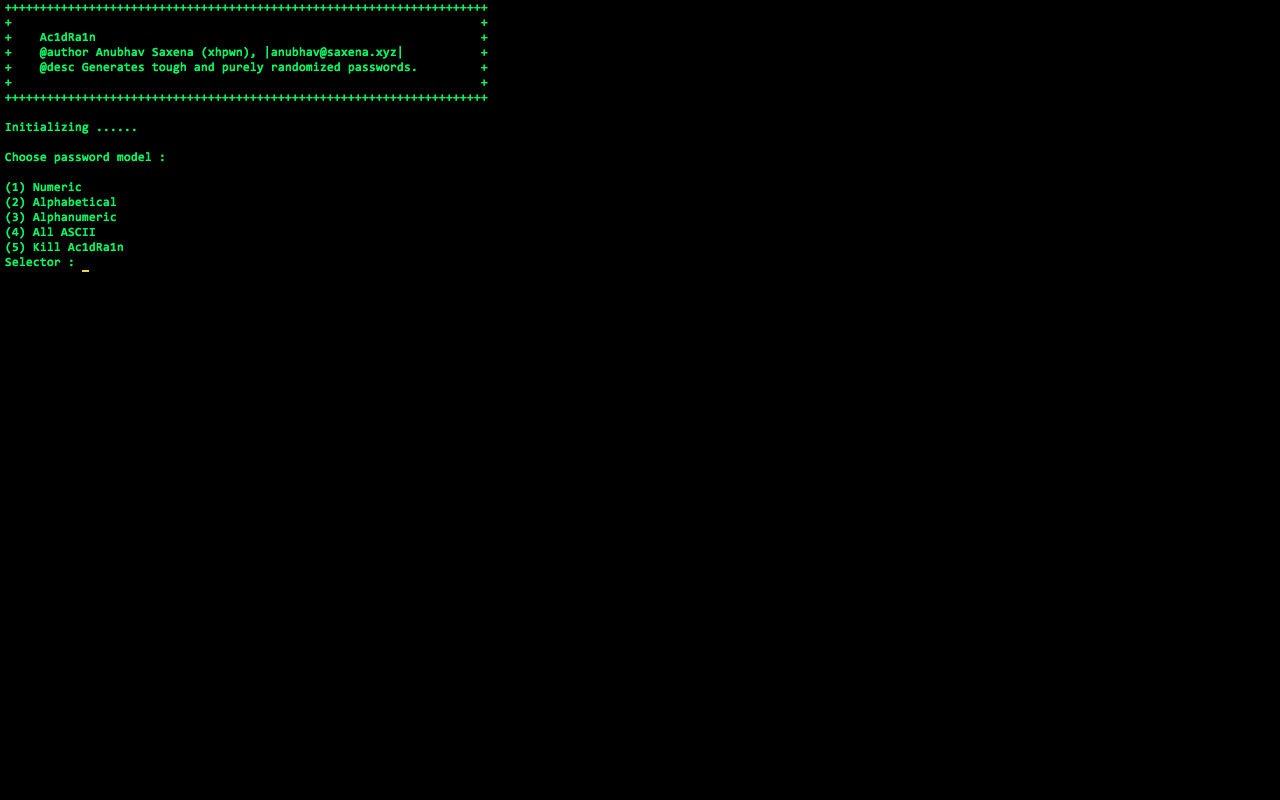 +++++++++++++++++++++++++++++++++++++++++++++++++++++++++++++++++++++
+                                                                   +
+    Ac1dRa1n                                                       +
+    @author Anubhav Saxena (xhpwn), |anubhav@saxena.xyz|           +
+    @desc Generates tough and purely randomized passwords.         +
+                                                                   +
+++++++++++++++++++++++++++++++++++++++++++++++++++++++++++++++++++++
Initializing ......
Choose password model :
(1) Numeric
(2) Alphabetical
(3) Alphanumeric
(4) All ASCII
(5) Kill Ac1dRa1n
Selector : _